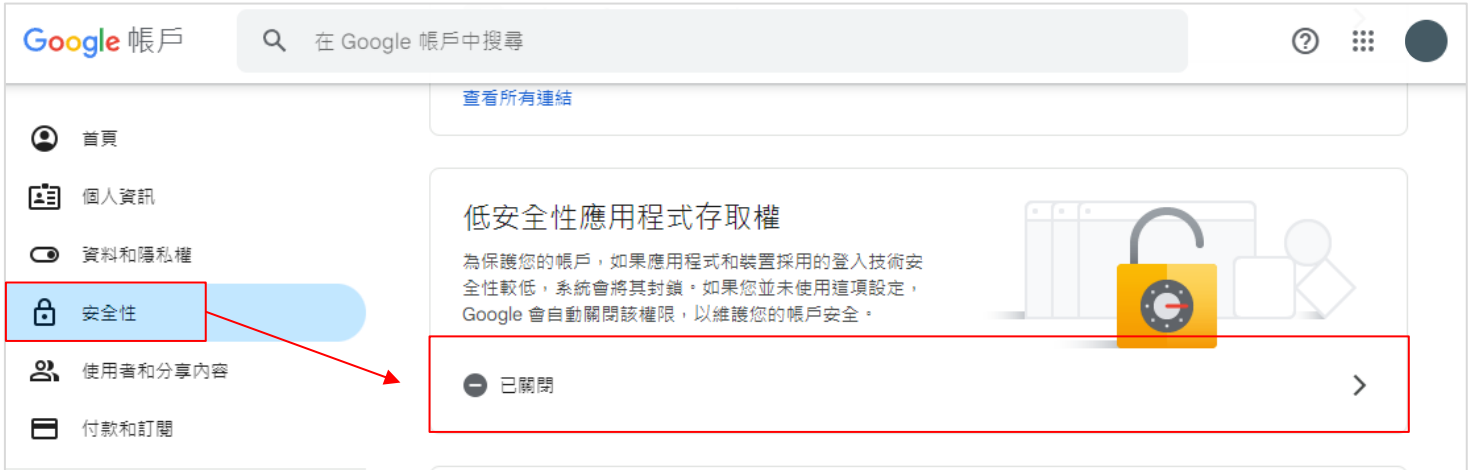 Google 帳戶
在 Google 帳戶中搜尋
查看所有連結
首頁
個人資訊
資料和隱私權
安全性
使用者和分享內容
付款和訂閱
低安全性應用程式存取權
為保護您的帳戶，如果應用程式和裝置採用的登入技術安
全性較低，系統會將其封鎖。如果您並未使用這項設定，
Google 會自動關閉該權限，以維護您的帳戶安全。
已關閉